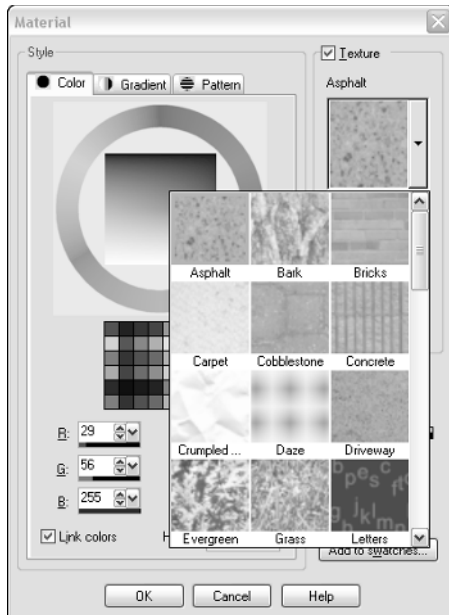 Material
Style
Texture
Color
Gradient
Pattern
Asphalt
Asphalt
Bark
Bricks
Carpet
Cobblestone
Concrete
Crumpled ...
Daze
Driveway
Evergreen
Grass
Letters
R: 29
G: 56
B: 255
Link colors
H
Add to swatches...
OK
Cancel
Help